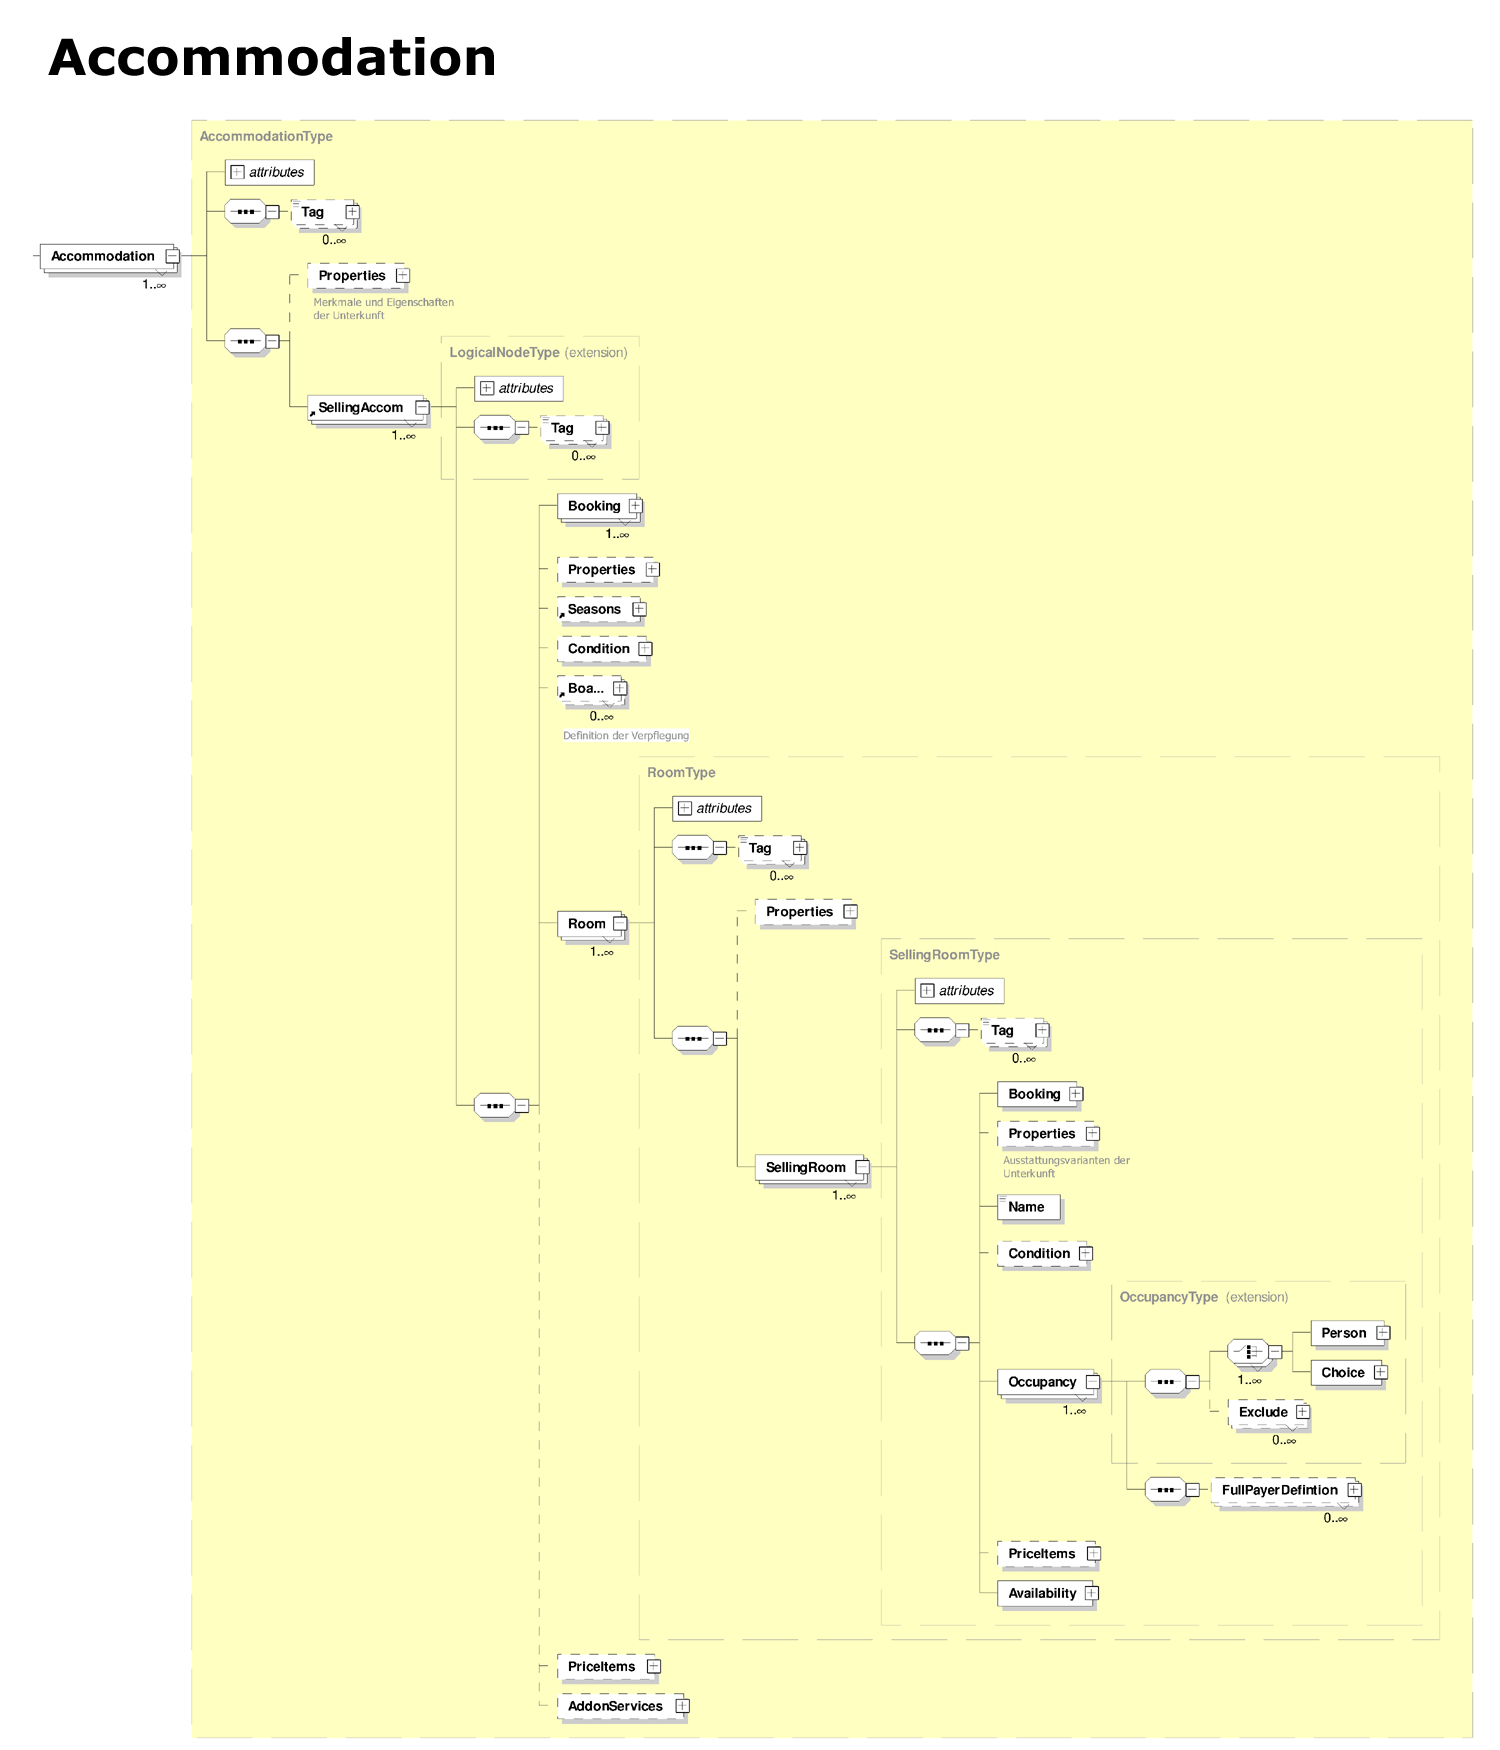 Accommodation
AccommodationType
attributes
Tag
0..∞
Accommodation
1..∞
Properties
Merkmale und Eigenschaften
der Unterkunft
LogicalNodeType (extension)
attributes
SellingAccom
1..∞
Tag
0..∞
Booking
1..∞
Properties
Seasons
Condition
Boa...
0..∞
Definition der Verpflegung
RoomType
attributes
Tag
0..∞
Room
1..∞
Properties
SellingRoomType
attributes
Tag
0..∞
Booking
Properties
Ausstattungsvarianten der
Unterkunft
SellingRoom
1..∞
Name
Condition
OccupancyType (extension)
Person
Choice
1..∞
Occupancy
1..∞
Exclude
0..∞
FullPayerDefintion
0..∞
PriceItems
Availability
PriceItems
AddonServices